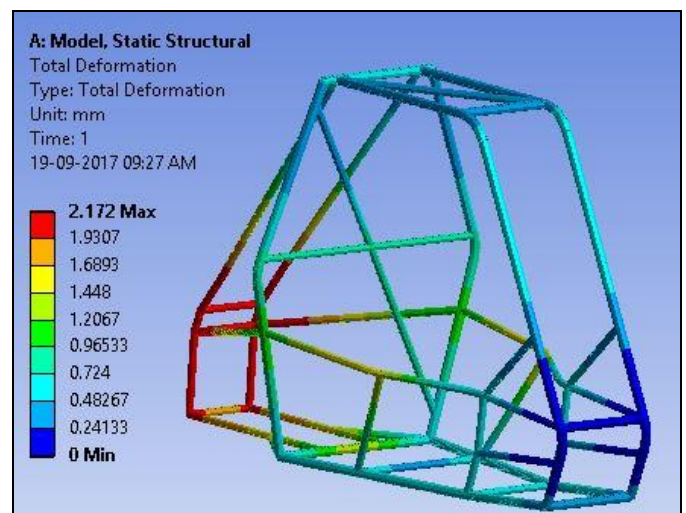 A: Model, Static Structural
Total Deformation
Type: Total Deformation
Unit: mm
Time: 1
19-09-2017 09:27 AM
2.172 Max
1.9307
1.6893
1.448
1.2067
0.96533
0.724
0.48267
0.24133
0 Min